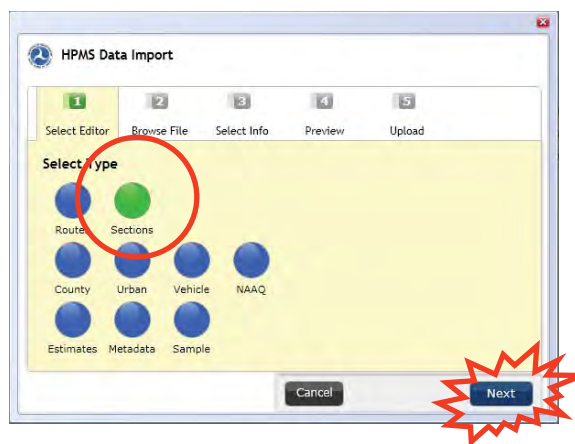 HPMS Data Import
1 2 3 4 5
Select Editor Browse File Select Info Preview Upload
Select Type
Routes Sections
County Urban Vehicle NAAQ
Estimates Metadata Sample
Cancel Next